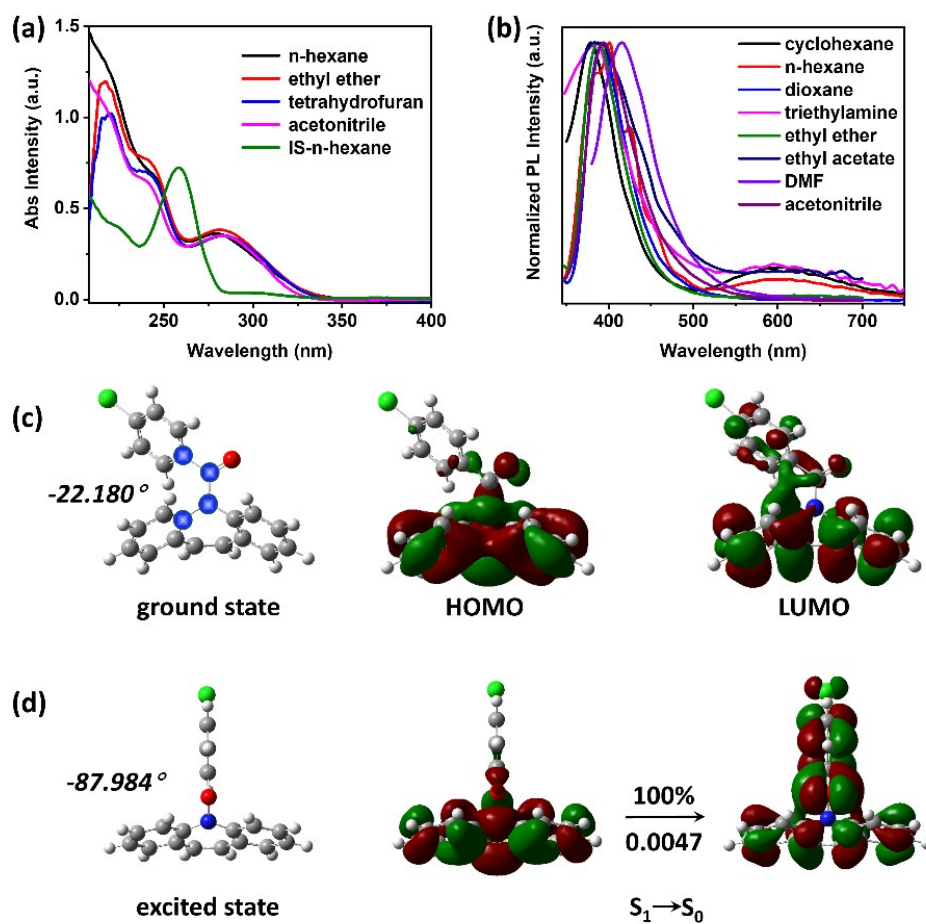 (a)
1.5
1.0
0.5
0.0
Abs Intensity (a.u.)
n-hexane
ethyl ether
tetrahydrofuran
acetonitrile
IS-n-hexane
250
300
350
400
Wavelength (nm)
(b)
Normalized PL Intensity (a.u.)
cyclohexane
n-hexane
dioxane
triethylamine
ethyl ether
ethyl acetate
DMF
acetonitrile
400
500
600
700
Wavelength (nm)
(c)
-22.180°
ground state
HOMO
LUMO
(d)
-87.984°
100%
0.0047
excited state
S₁→S₀